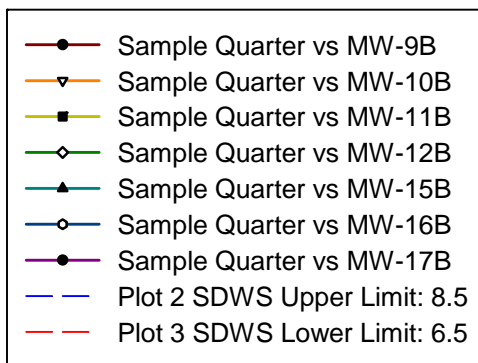 Sample Quarter vs MW-9B
Sample Quarter vs MW-10B
Sample Quarter vs MW-11B
Sample Quarter vs MW-12B
Sample Quarter vs MW-15B
Sample Quarter vs MW-16B
Sample Quarter vs MW-17B
Plot 2 SDWS Upper Limit: 8.5
Plot 3 SDWS Lower Limit: 6.5